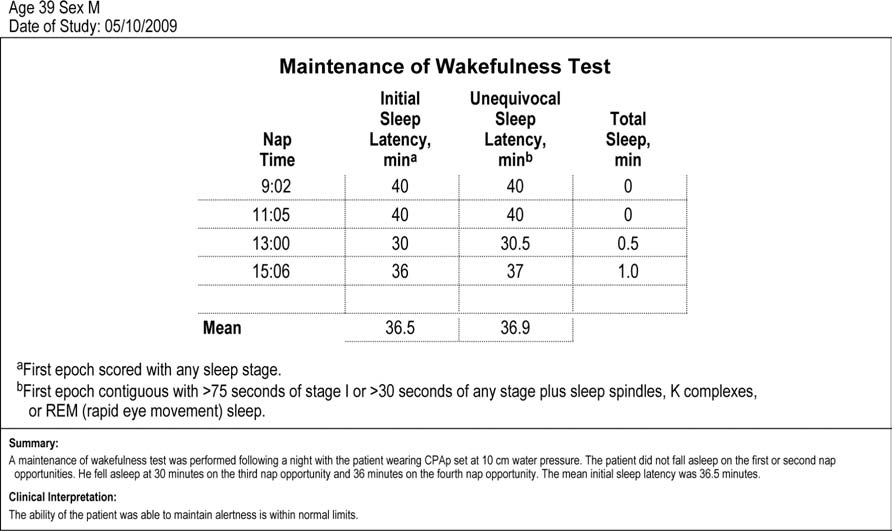 Age 39 Sex M
Date of Study: 05/10/2009
Maintenance of Wakefulness Test
Nap Time Initial Sleep Latency, minᵃ Unequivocal Sleep Latency, minᵇ Total Sleep, min
9:02 40 40 0
11:05 40 40 0
13:00 30 30.5 0.5
15:06 36 37 1.0
Mean 36.5 36.9
ᵃFirst epoch scored with any sleep stage.
ᵇFirst epoch contiguous with >75 seconds of stage I or >30 seconds of any stage plus sleep spindles, K complexes,
or REM (rapid eye movement) sleep.
Summary:
A maintenance of wakefulness test was performed following a night with the patient wearing CPAp set at 10 cm water pressure. The patient did not fall asleep on the first or second nap
opportunities. He fell asleep at 30 minutes on the third nap opportunity and 36 minutes on the fourth nap opportunity. The mean initial sleep latency was 36.5 minutes.
Clinical Interpretation:
The ability of the patient was able to maintain alertness is within normal limits.